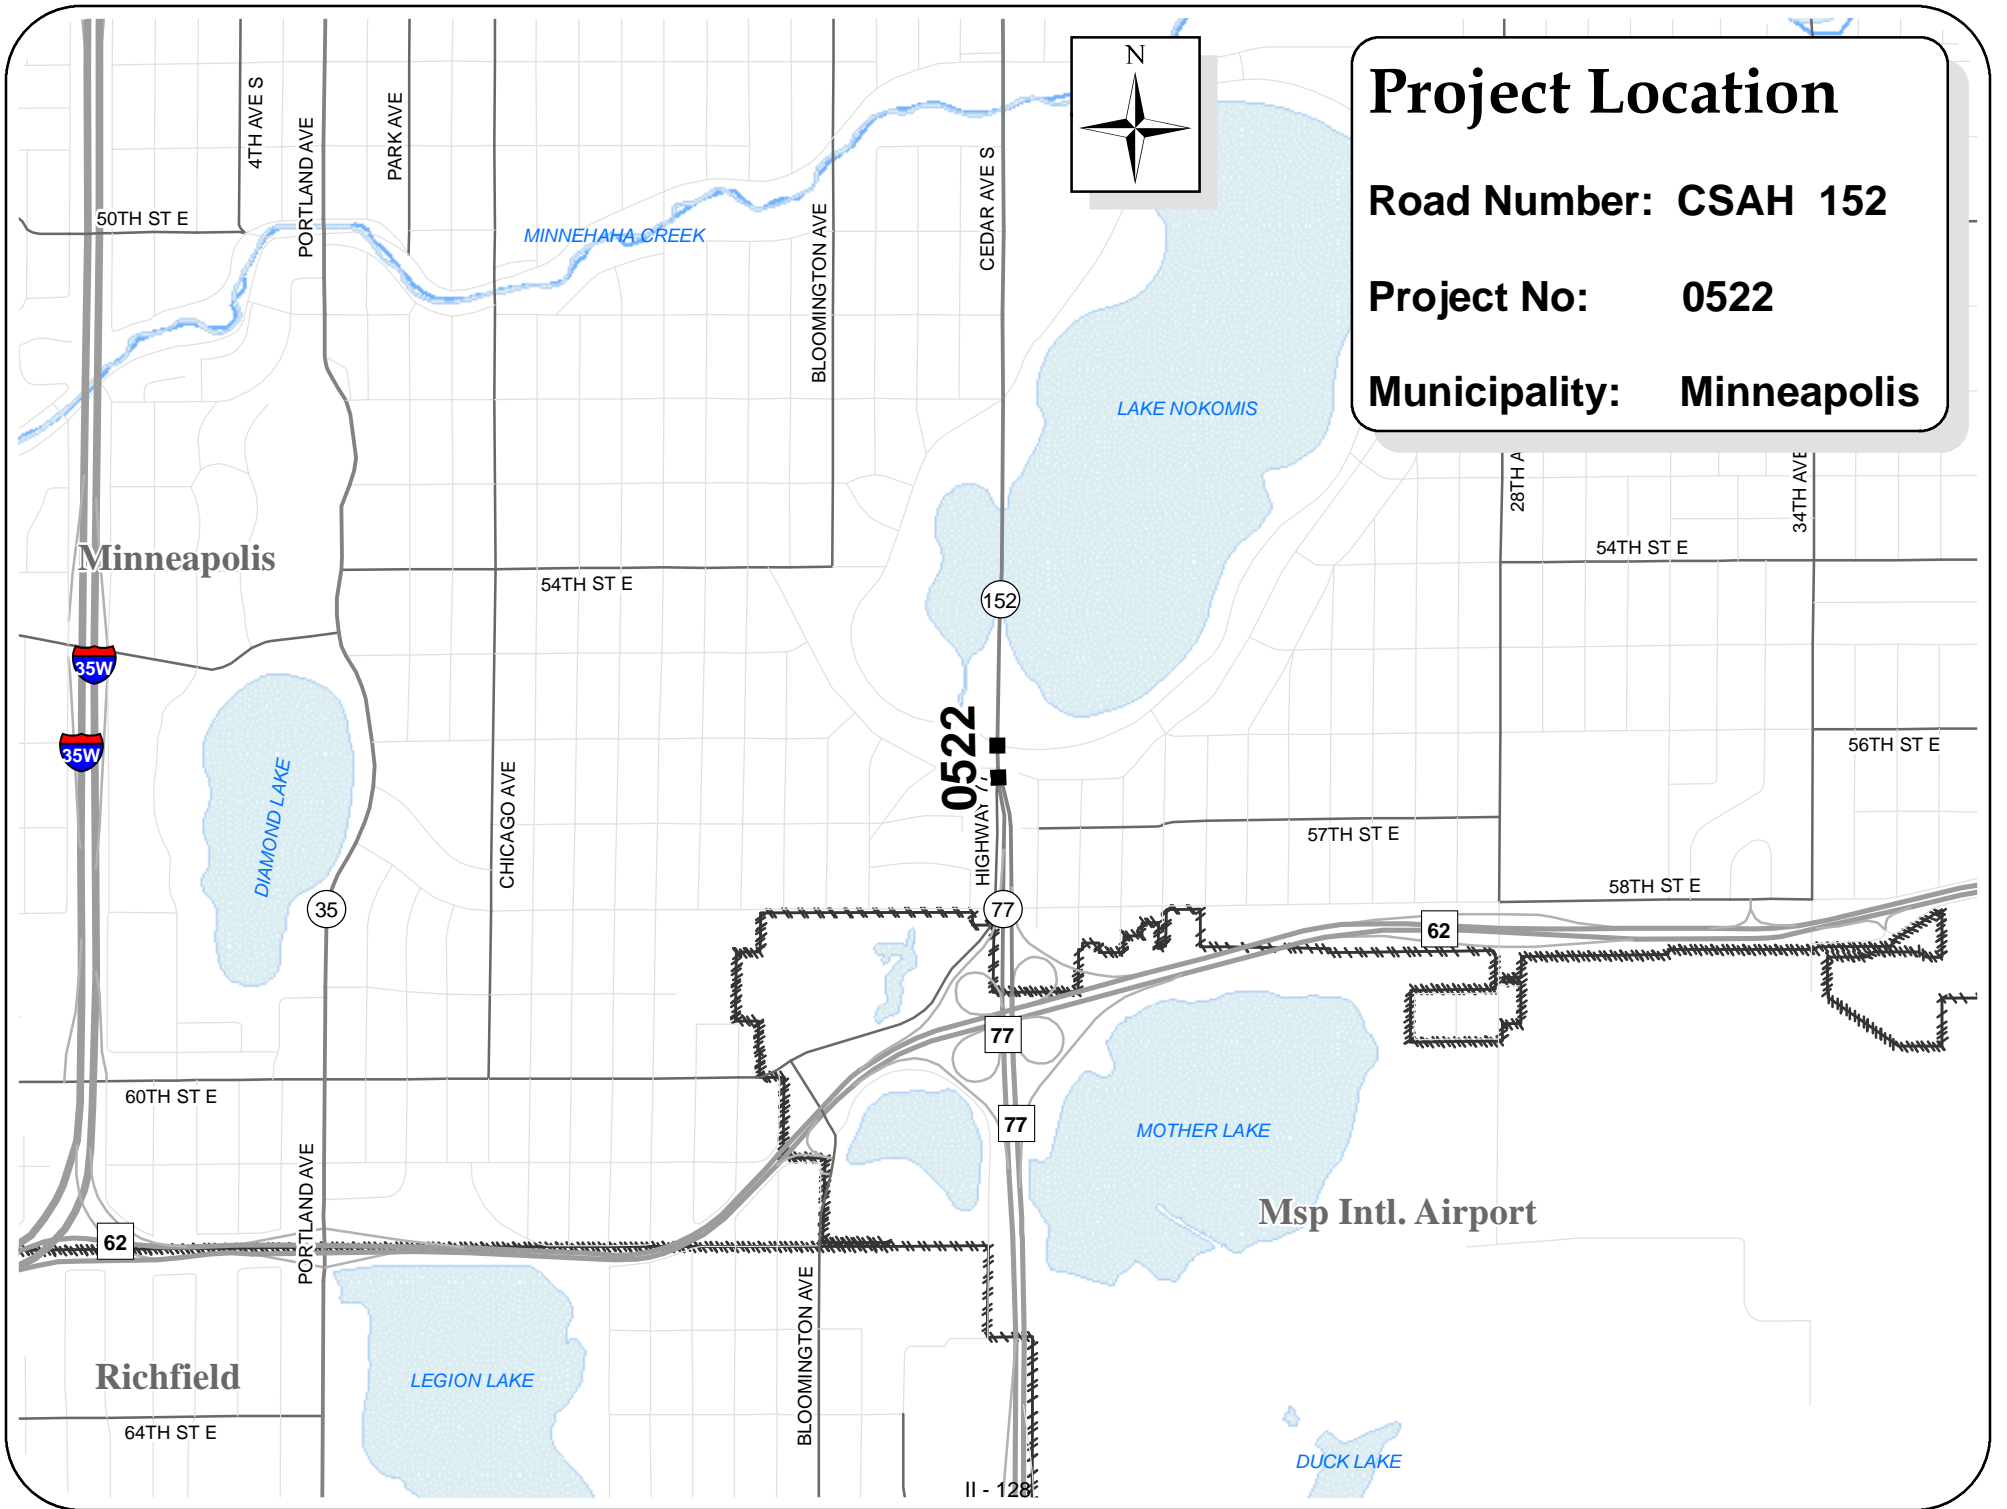 N
Project Location
Road Number: CSAH 152
Project No: 0522
Municipality: Minneapolis
4TH AVE S
PORTLAND AVE
PARK AVE
50TH ST E
MINNEHAHA CREEK
BLOOMINGTON AVE
CEDAR AVE S
LAKE NOKOMIS
28TH A
34TH AVE
54TH ST E
Minneapolis
54TH ST E
152
35W
35W
0522
HIGHWAY 7
56TH ST E
DIAMOND LAKE
CHICAGO AVE
57TH ST E
58TH ST E
35
77
62
77
60TH ST E
77
MOTHER LAKE
PORTLAND AVE
Msp Intl. Airport
62
BLOOMINGTON AVE
Richfield
LEGION LAKE
64TH ST E
DUCK LAKE
II - 128